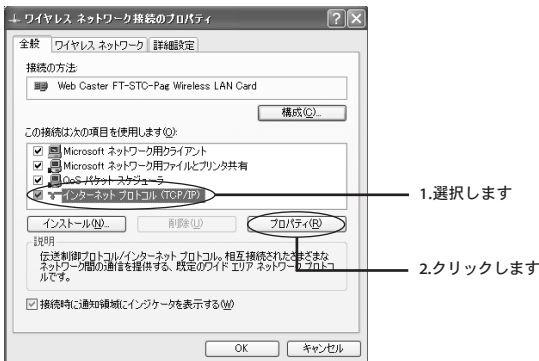 ワイヤレス ネットワーク接続のプロパティ
全般 ワイヤレス ネットワーク 詳細設定
接続の方法:
Web Caster FT-STC-Pag Wireless LAN Card
構成(C)...
この接続は次の項目を使用します(O):
Microsoft ネットワーク用クライアント
Microsoft ネットワーク用ファイルとプリンタ共有
QoS パケット スケジューラ
インターネット プロトコル (TCP/IP)
1.選択します
インストール(N)... 削除(U) プロパティ(R)
説明
伝送制御プロトコル/インターネット プロトコル。相互接続されたさまざまな
ネットワーク間の通信を提供する、既定のワイド エリア ネットワーク プロトコ
ルです。
2.クリックします
接続時に通知領域にインジケータを表示する(W)
OK キャンセル